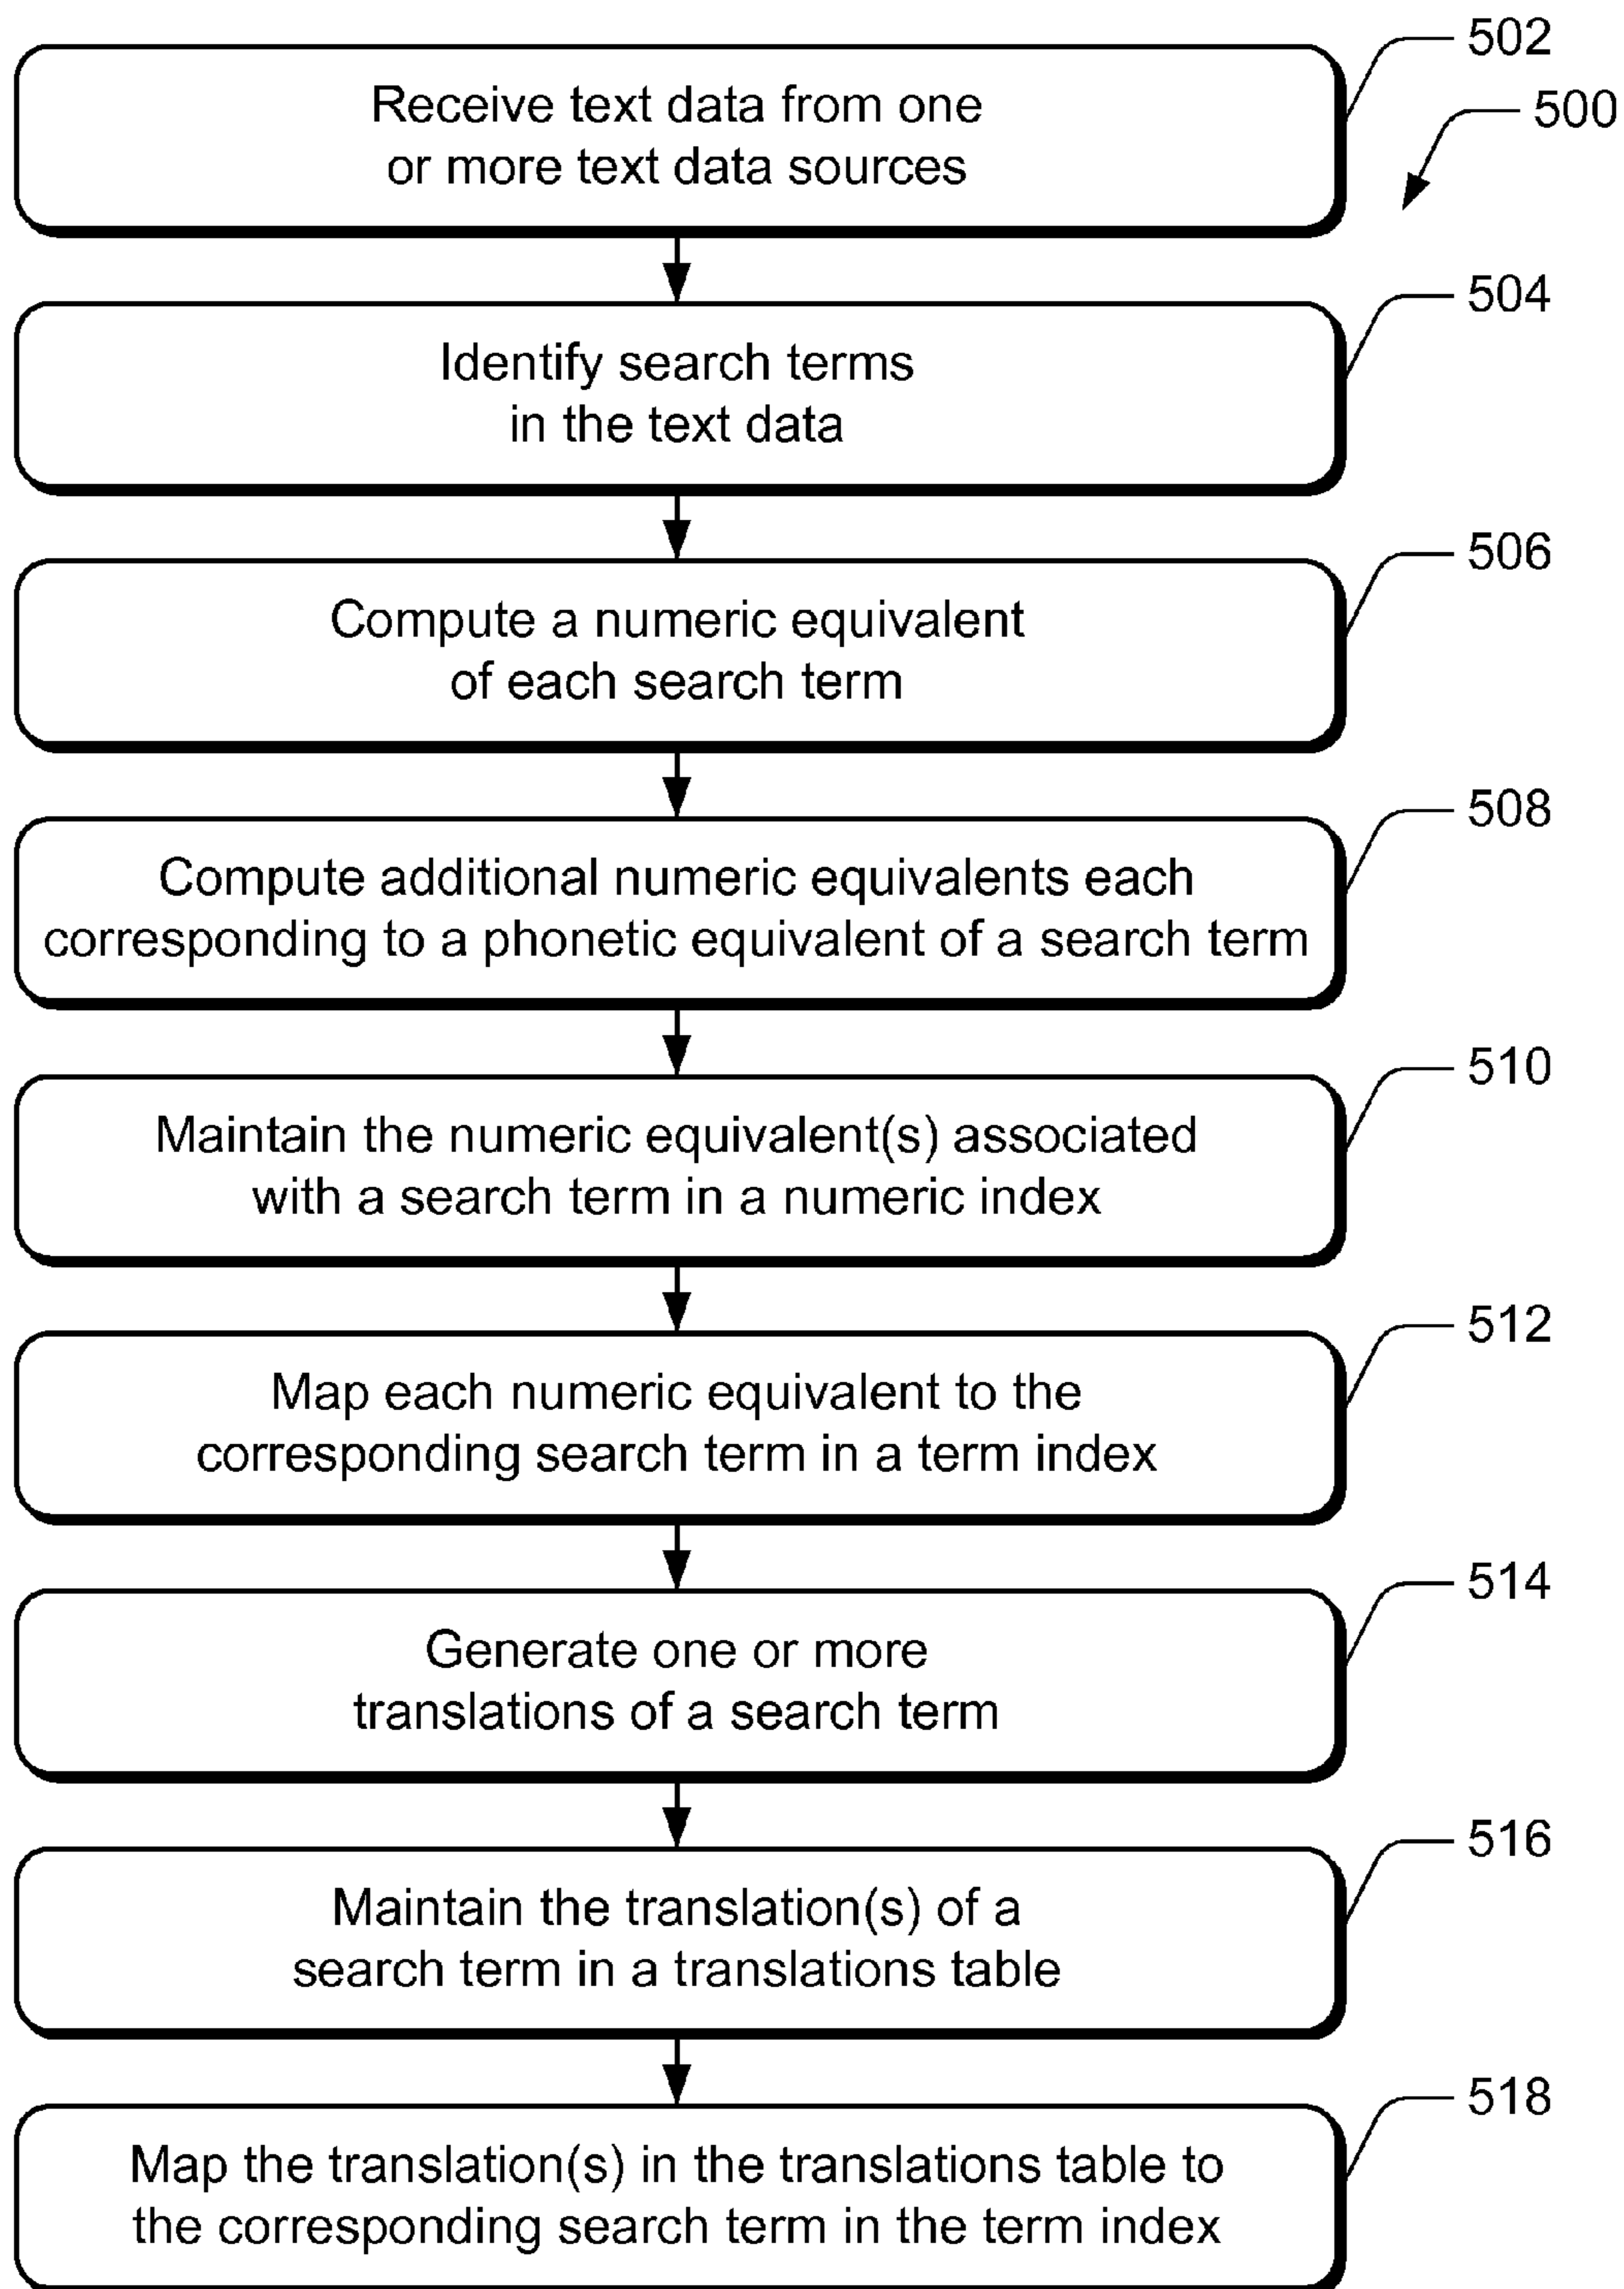 502
Receive text data from one
or more text data sources
500
504
Identify search terms
in the text data
506
Compute a numeric equivalent
of each search term
508
Compute additional numeric equivalents each
corresponding to a phonetic equivalent of a search term
510
Maintain the numeric equivalent(s) associated
with a search term in a numeric index
512
Map each numeric equivalent to the
corresponding search term in a term index
514
Generate one or more
translations of a search term
516
Maintain the translation(s) of a
search term in a translations table
518
Map the translation(s) in the translations table to
the corresponding search term in the term index